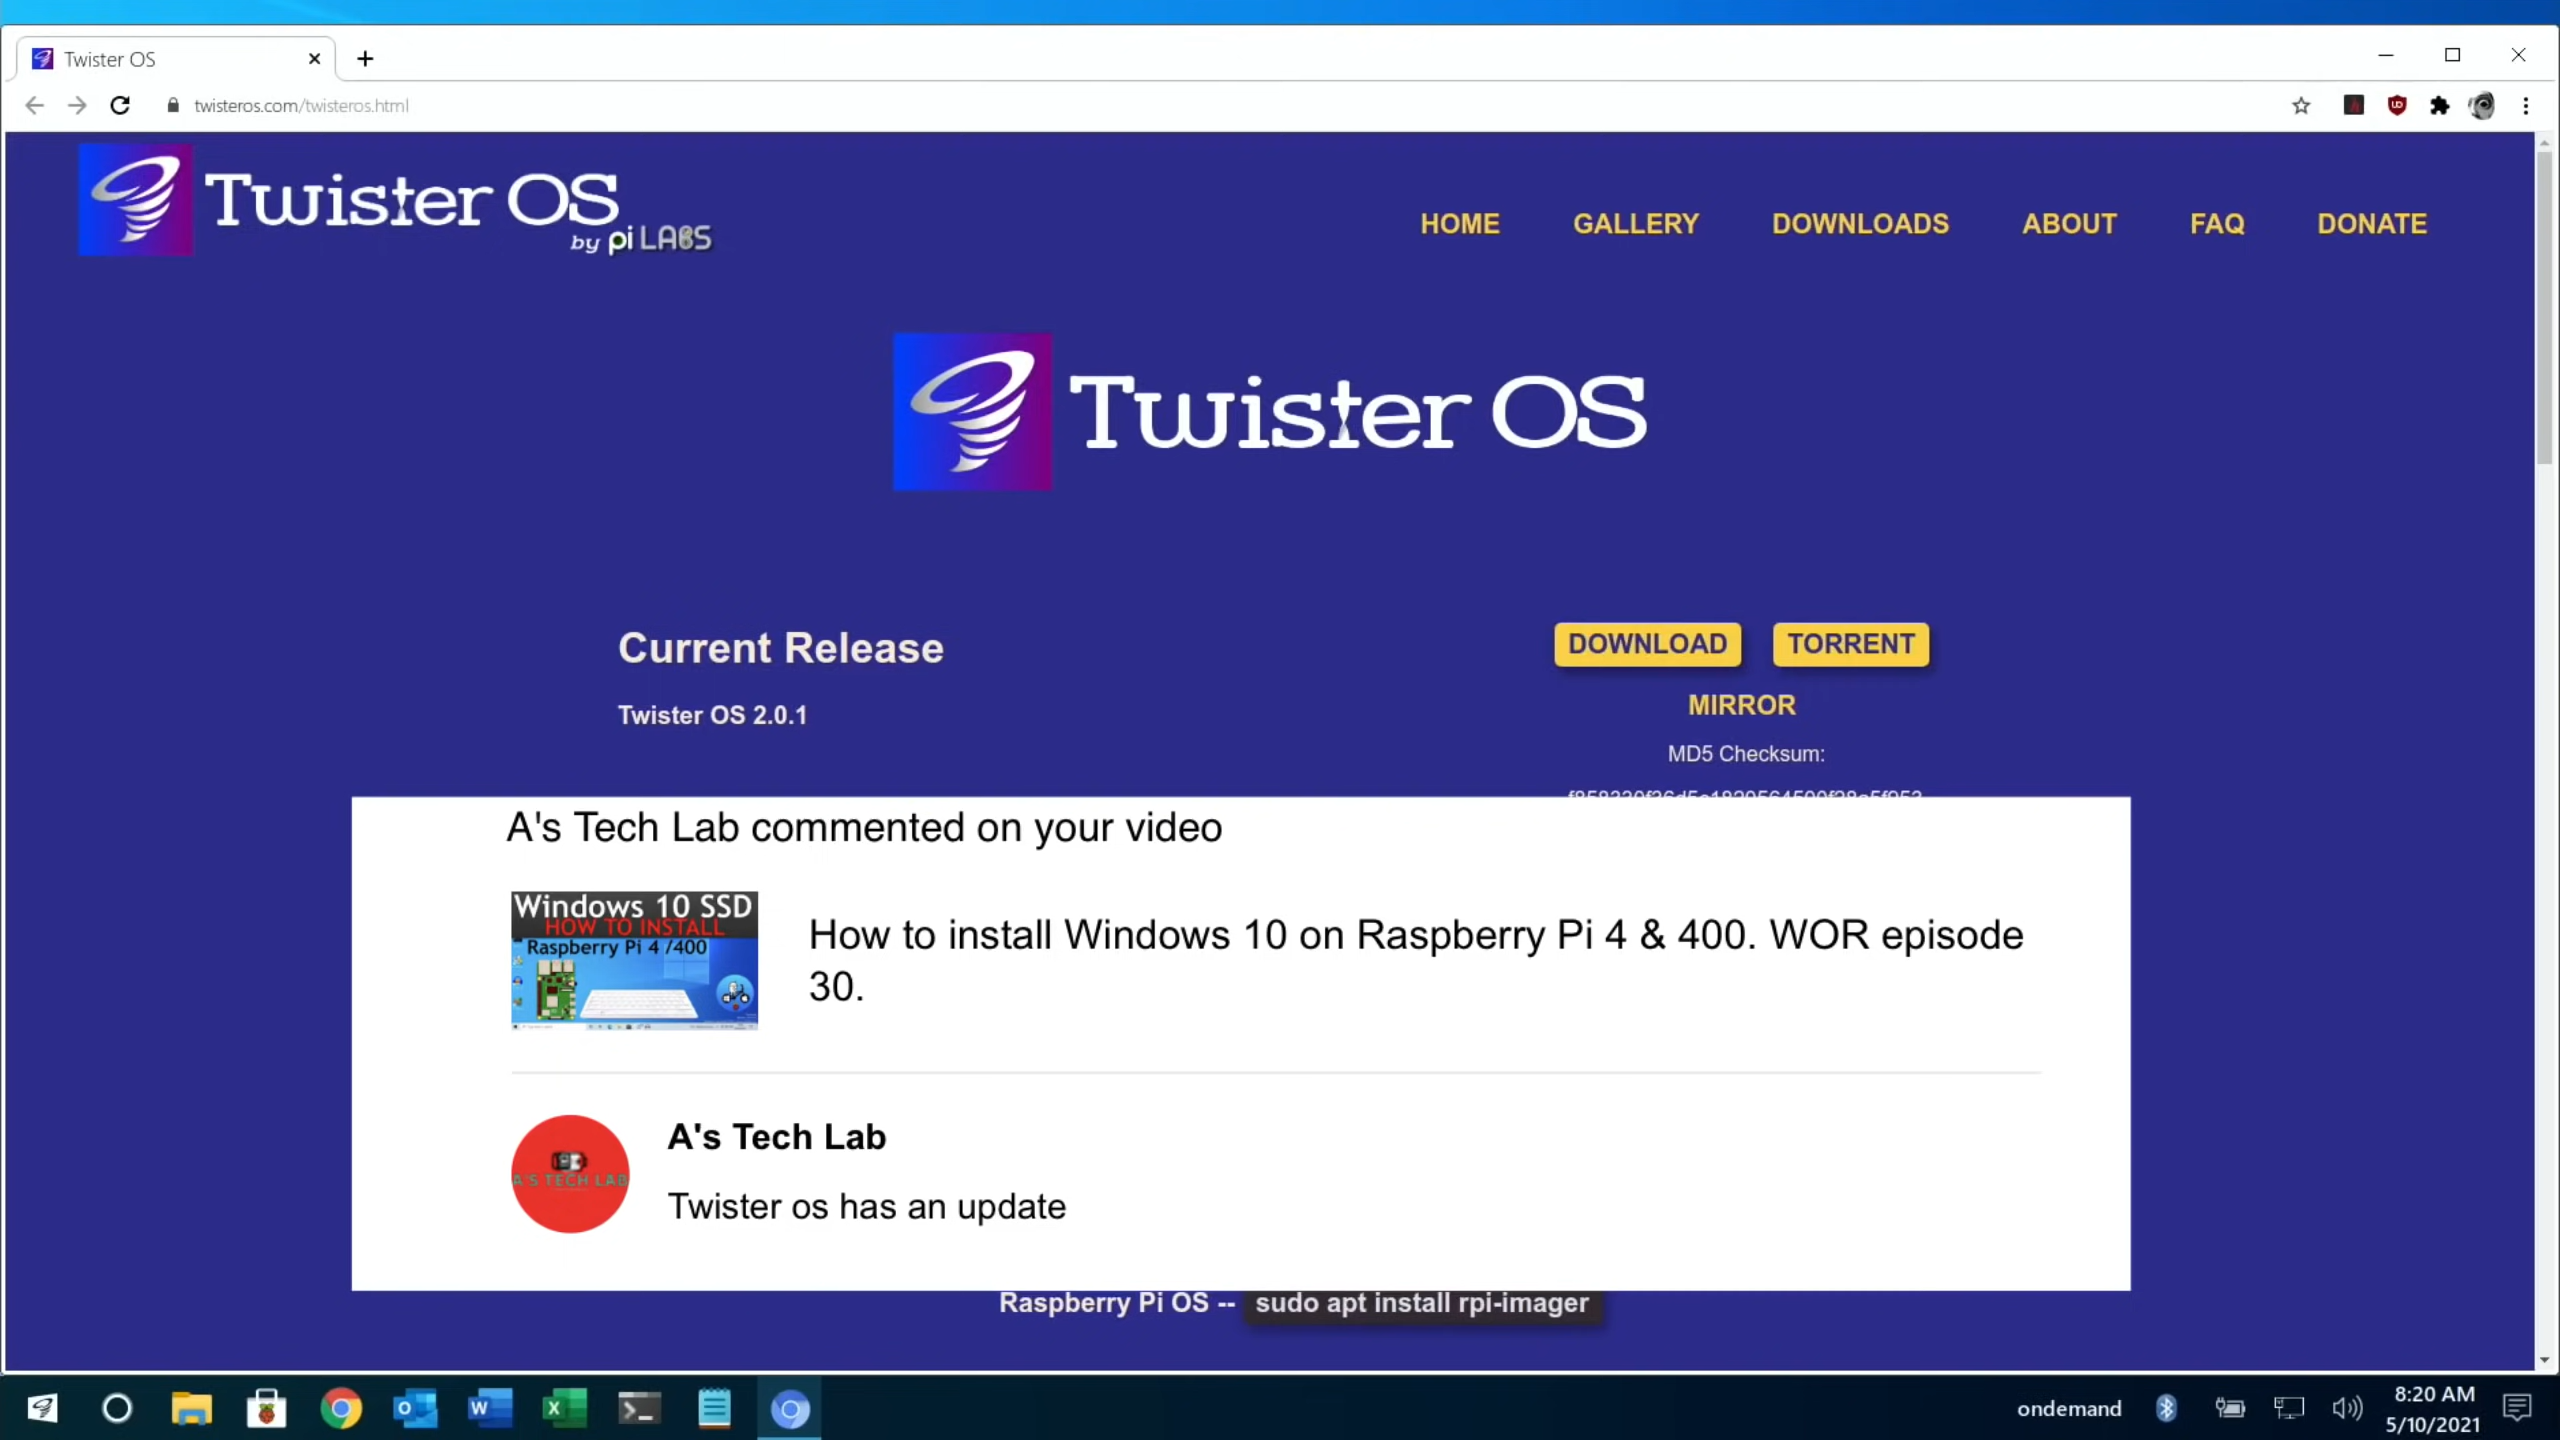 Twister OS
twisteros.com/twisteros.html
Twister OS
by pi LABS
HOME GALLERY DOWNLOADS ABOUT FAQ DONATE
Twister OS
Current Release
DOWNLOAD TORRENT
Twister OS 2.0.1
MIRROR
MD5 Checksum:
A's Tech Lab commented on your video
Windows 10 SSD
HOW TO INSTALL
Raspberry Pi 4 /400
How to install Windows 10 on Raspberry Pi 4 & 400. WOR episode
30.
A's Tech Lab
A'S TECH LAB
Twister os has an update
Raspberry Pi OS -- sudo apt install rpi-imager
ondemand
8:20 AM
5/10/2021